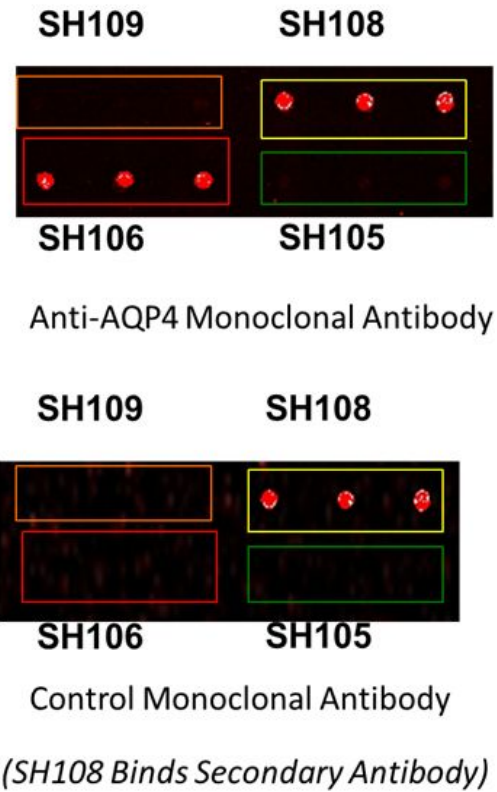 SH109 SH108
SH106 SH105
Anti-AQP4 Monoclonal Antibody
SH109 SH108
SH106 SH105
Control Monoclonal Antibody
(SH108 Binds Secondary Antibody)